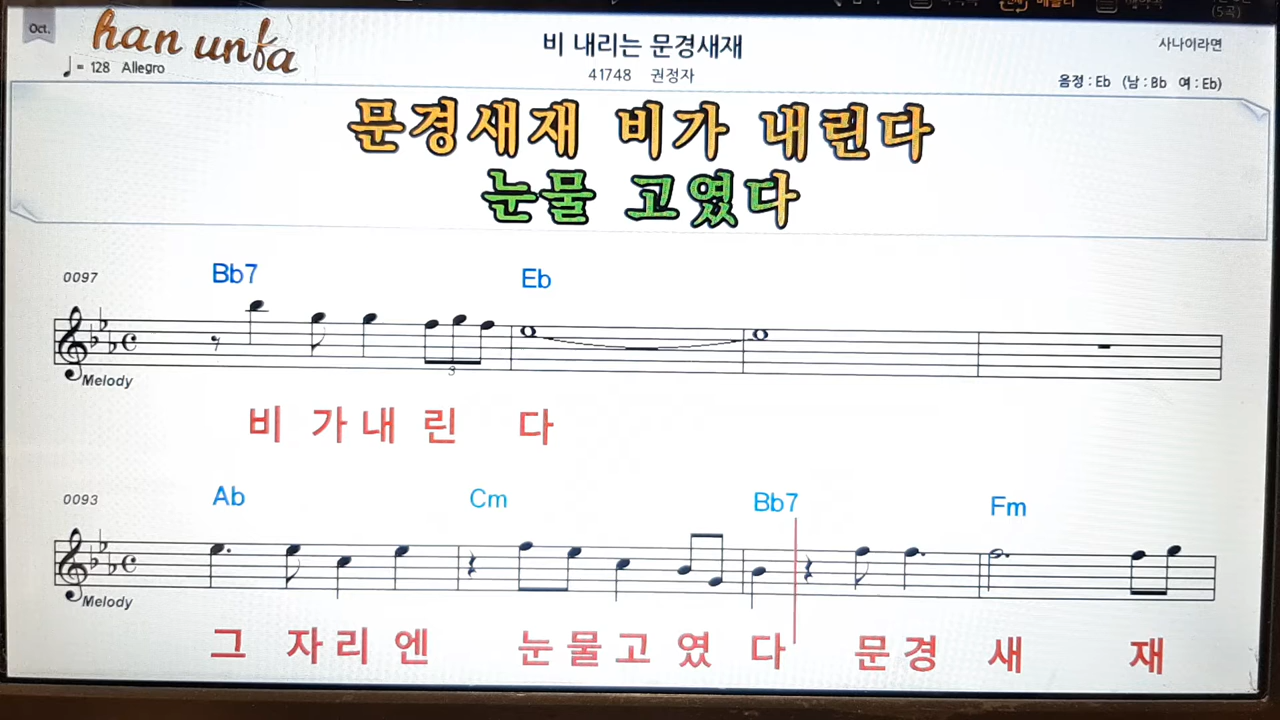 (5곡)
Oct.
han unfa
비 내리는 문경새재
사나이라면
= 128 Allegro
41748 권정자
음정 : Eb (남 : Bb 여 : Eb)
문경새재 비가 내린다
눈물 고였다
0097
Bb7 Eb
3
Melody
비 가 내 린 다
0093
Ab Cm Bb7 Fm
Melody
그 자 리 엔 눈 물 고 였 다 문 경 새 재